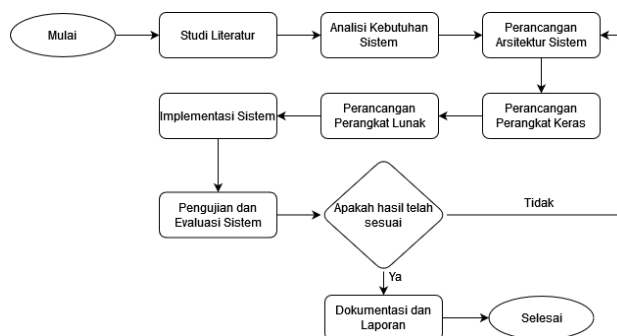 Mulai
Studi Literatur
Analisi Kebutuhan
Sistem
Perancangan
Arsitektur Sistem
Perancangan
Perangkat Keras
Perancangan
Perangkat Lunak
Implementasi Sistem
Pengujian dan
Evaluasi Sistem
Apakah hasil telah
sesuai
Tidak
Ya
Dokumentasi dan
Laporan
Selesai